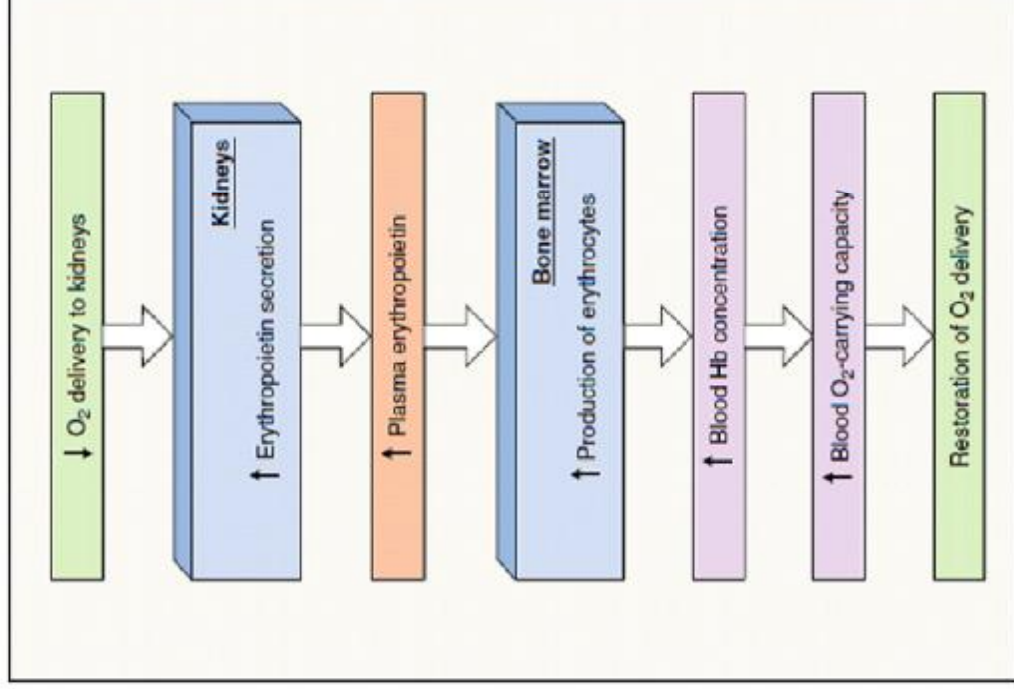 ↓ O₂ delivery to kidneys
Kidneys
↑ Erythropoietin secretion
↑ Plasma erythropoietin
Bone marrow
↑ Production of erythrocytes
↑ Blood Hb concentration
↑ Blood O₂-carrying capacity
Restoration of O₂ delivery